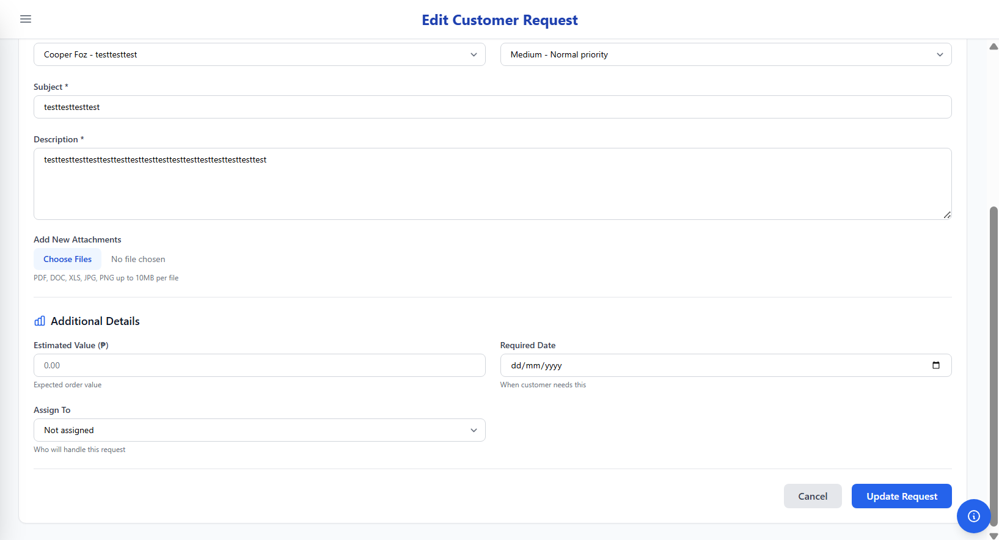 Edit Customer Request
Cooper Foz - testtesttest
Medium - Normal priority
Subject *
testtesttesttest
Description *
testtesttesttesttesttesttesttesttesttesttesttesttesttesttesttest
Add New Attachments
Choose Files No file chosen
PDF, DOC, XLS, JPG, PNG up to 10MB per file
Additional Details
Estimated Value (₱)
0.00
Expected order value
Required Date
dd/mm/yyyy
When customer needs this
Assign To
Not assigned
Who will handle this request
Cancel
Update Request